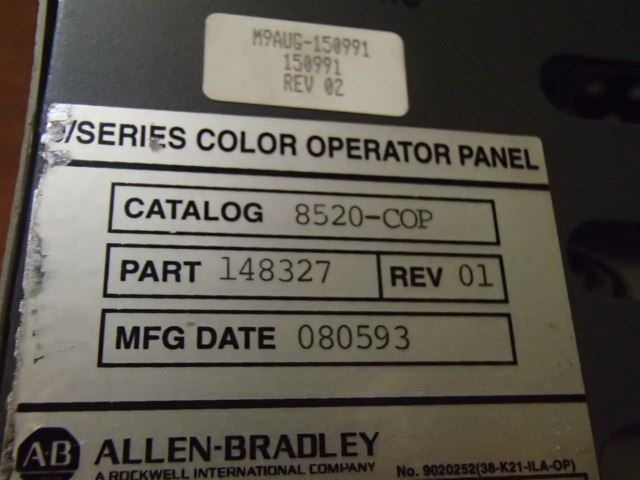 M9AUG-150991
150991
REV 02
/SERIES COLOR OPERATOR PANEL
CATALOG 8520-COP
PART 148327 REV 01
MFG DATE 080593
A-B ALLEN-BRADLEY
A ROCKWELL INTERNATIONAL COMPANY No. 9020252(38-K21-ILA-OP)